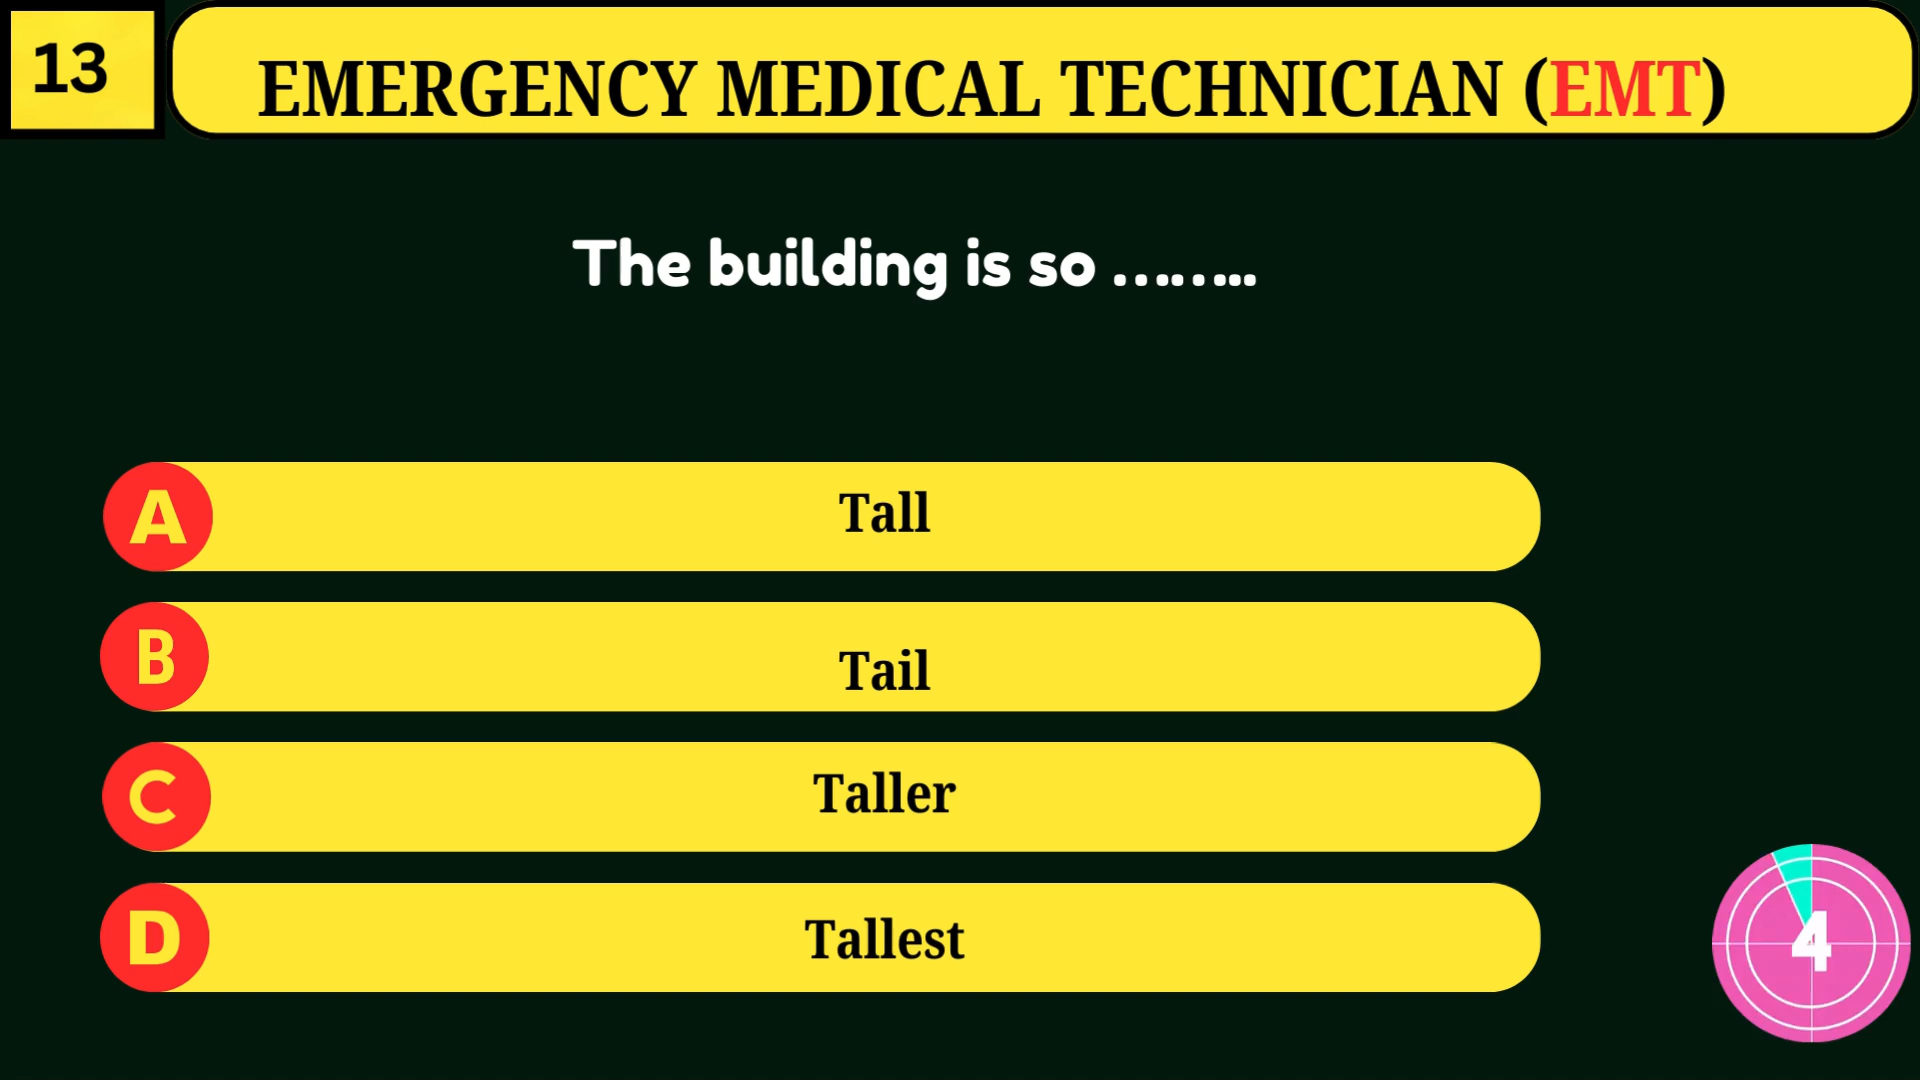 13
EMERGENCY MEDICAL TECHNICIAN (EMT)
The building is so ........
A
Tall
B
Tail
C
Taller
D
Tallest
4